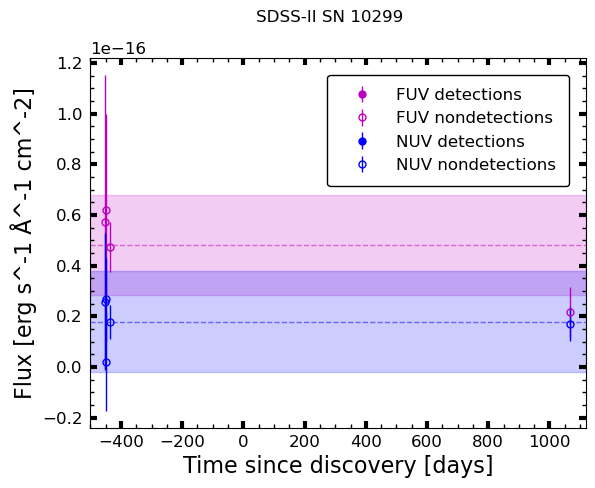 SDSS-II SN 10299
1e−16
1.2
1.0
0.8
0.6
0.4
0.2
0.0
−0.2
Flux [erg s^-1 Å^-1 cm^-2]
FUV detections
FUV nondetections
NUV detections
NUV nondetections
−400 −200 0 200 400 600 800 1000
Time since discovery [days]